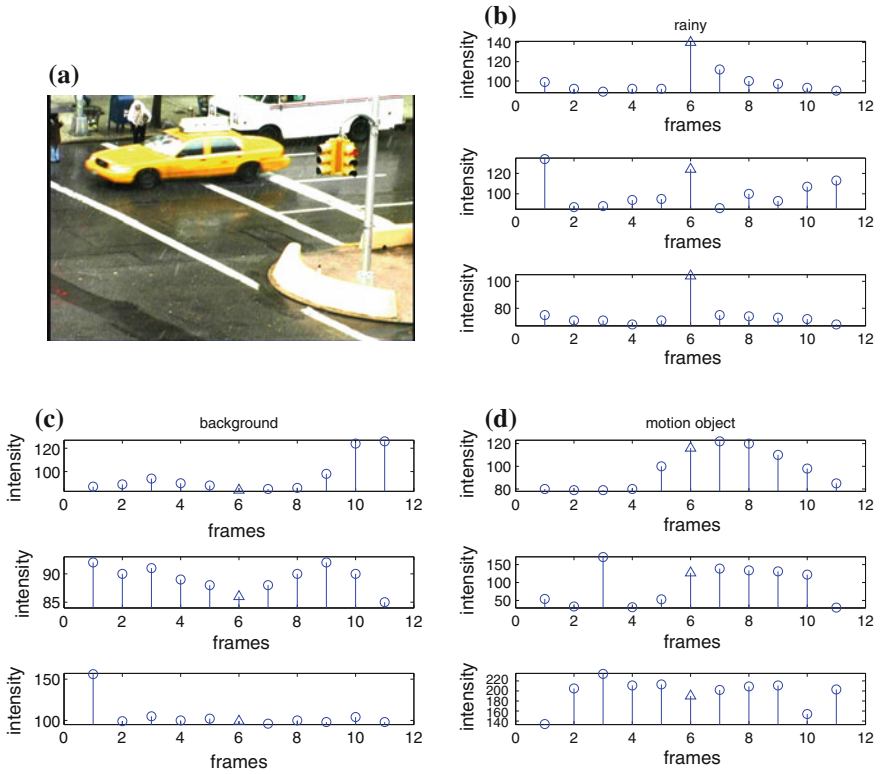 (a)
(b)
rainy
intensity
140
120
100
0 2 4 6 8 10 12
frames
intensity
120
100
0 2 4 6 8 10 12
frames
intensity
100
80
0 2 4 6 8 10 12
frames
(c)
background
intensity
120
100
0 2 4 6 8 10 12
frames
intensity
90
85
0 2 4 6 8 10 12
frames
intensity
150
100
0 2 4 6 8 10 12
frames
(d)
motion object
intensity
120
100
80
0 2 4 6 8 10 12
frames
intensity
150
100
50
0 2 4 6 8 10 12
frames
intensity
220
200
180
160
140
0 2 4 6 8 10 12
frames